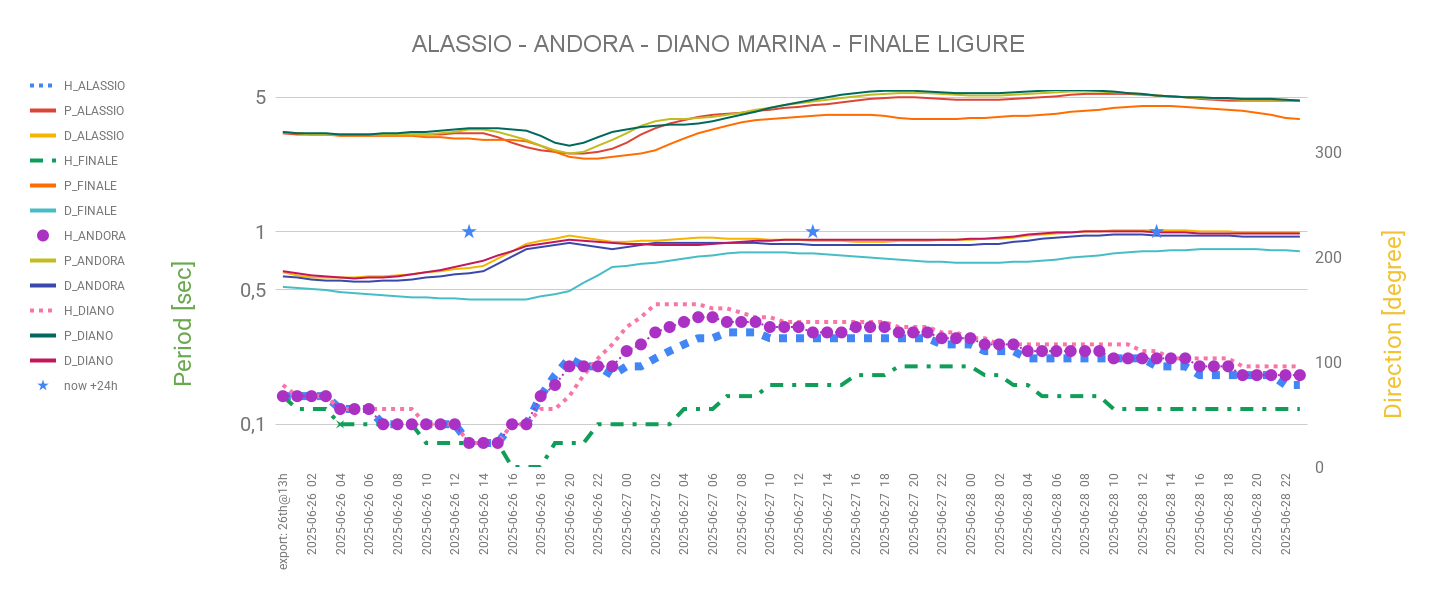 ALASSIO - ANDORA - DIANO MARINA - FINALE LIGURE
H_ALASSIO
P_ALASSIO
D_ALASSIO
H_FINALE
P_FINALE
D_FINALE
H_ANDORA
P_ANDORA
D_ANDORA
H_DIANO
P_DIANO
D_DIANO
now +24h
Period [sec]
5
1
0,5
0,1
300
200
100
0
Direction [degree]
export: 26th@13h
2025-06-26 02
2025-06-26 04
2025-06-26 06
2025-06-26 08
2025-06-26 10
2025-06-26 12
2025-06-26 14
2025-06-26 16
2025-06-26 18
2025-06-26 20
2025-06-26 22
2025-06-27 00
2025-06-27 02
2025-06-27 04
2025-06-27 06
2025-06-27 08
2025-06-27 10
2025-06-27 12
2025-06-27 14
2025-06-27 16
2025-06-27 18
2025-06-27 20
2025-06-27 22
2025-06-28 00
2025-06-28 02
2025-06-28 04
2025-06-28 06
2025-06-28 08
2025-06-28 10
2025-06-28 12
2025-06-28 14
2025-06-28 16
2025-06-28 18
2025-06-28 20
2025-06-28 22